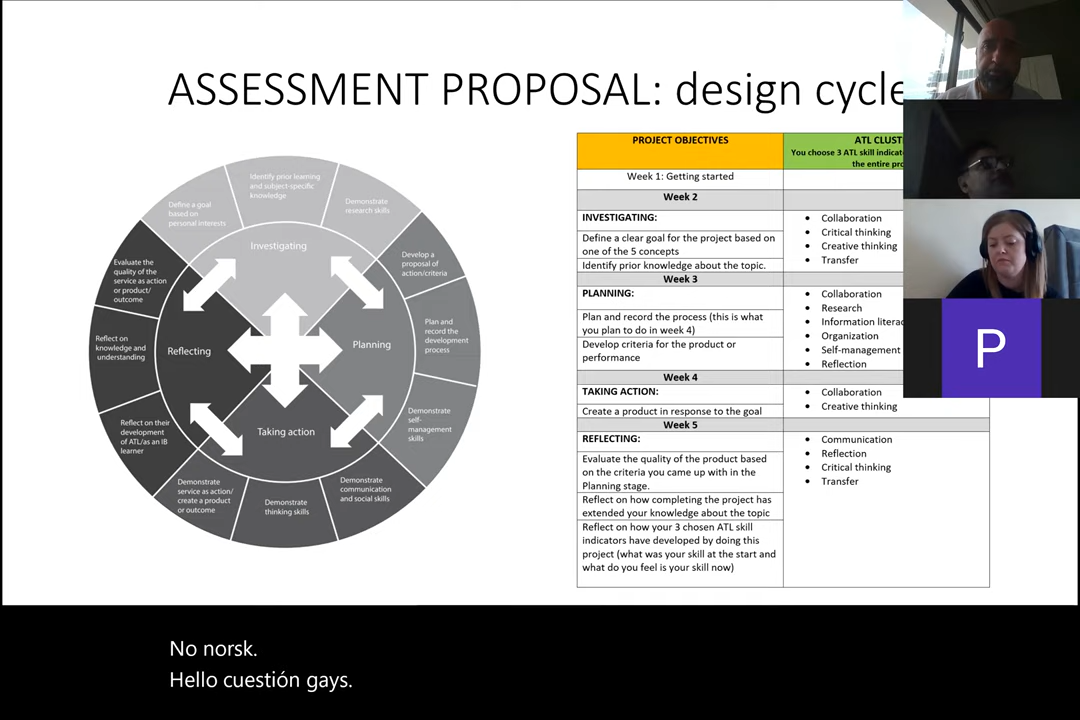 ASSESSMENT PROPOSAL: design cycle
Identify prior learning
and subject-specific
knowledge
Demonstrate
research skills
Define a goal
based on
personal interests
Investigating
Develop a
proposal of
action/criteria
Evaluate the
quality of the
service as action
or product/
outcome
Plan and
record the
development
process
Reflect on
knowledge and
understanding
Reflecting
Planning
Demonstrate
self-
management
skills
Reflect on their
development
of ATL/as an IB
learner
Taking action
Demonstrate
service as action/
create a product
or outcome
Demonstrate
thinking skills
Demonstrate
communication
and social skills
PROJECT OBJECTIVES
ATL
You choose 3 ATL skill
the entire
Week 1: Getting started
Week 2
INVESTIGATING:
Define a clear goal for the project based on
one of the 5 concepts
Identify prior knowledge about the topic.
• Collaboration
• Critical thinking
• Creative thinking
• Transfer
Week 3
PLANNING:
Plan and record the process (this is what
you plan to do in week 4)
Develop criteria for the product or
performance
• Collaboration
• Research
• Information
• Organization
• Self-management
• Reflection
Week 4
TAKING ACTION:
Create a product in response to the goal
• Collaboration
• Creative thinking
Week 5
REFLECTING:
Evaluate the quality of the product based
on the criteria you came up with in the
Planning stage.
Reflect on how completing the project has
extended your knowledge about the topic
Reflect on how your 3 chosen ATL skill
indicators have developed by doing this
project (what was your skill at the start and
what do you feel is your skill now)
• Communication
• Reflection
• Critical thinking
• Transfer
P
No norsk.
Hello cuestión gays.